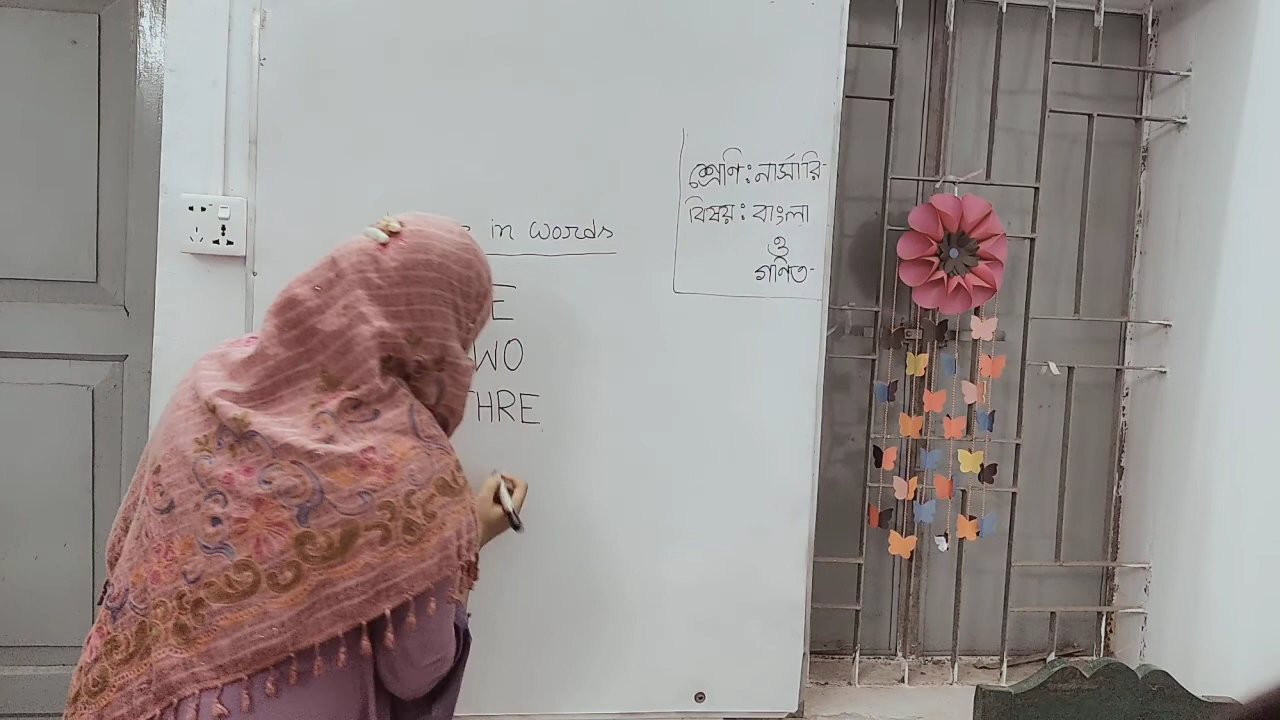 in words
E
WO
THRE
শ্রেণি: নার্সারি
বিষয়: বাংলা
ও
গণিত